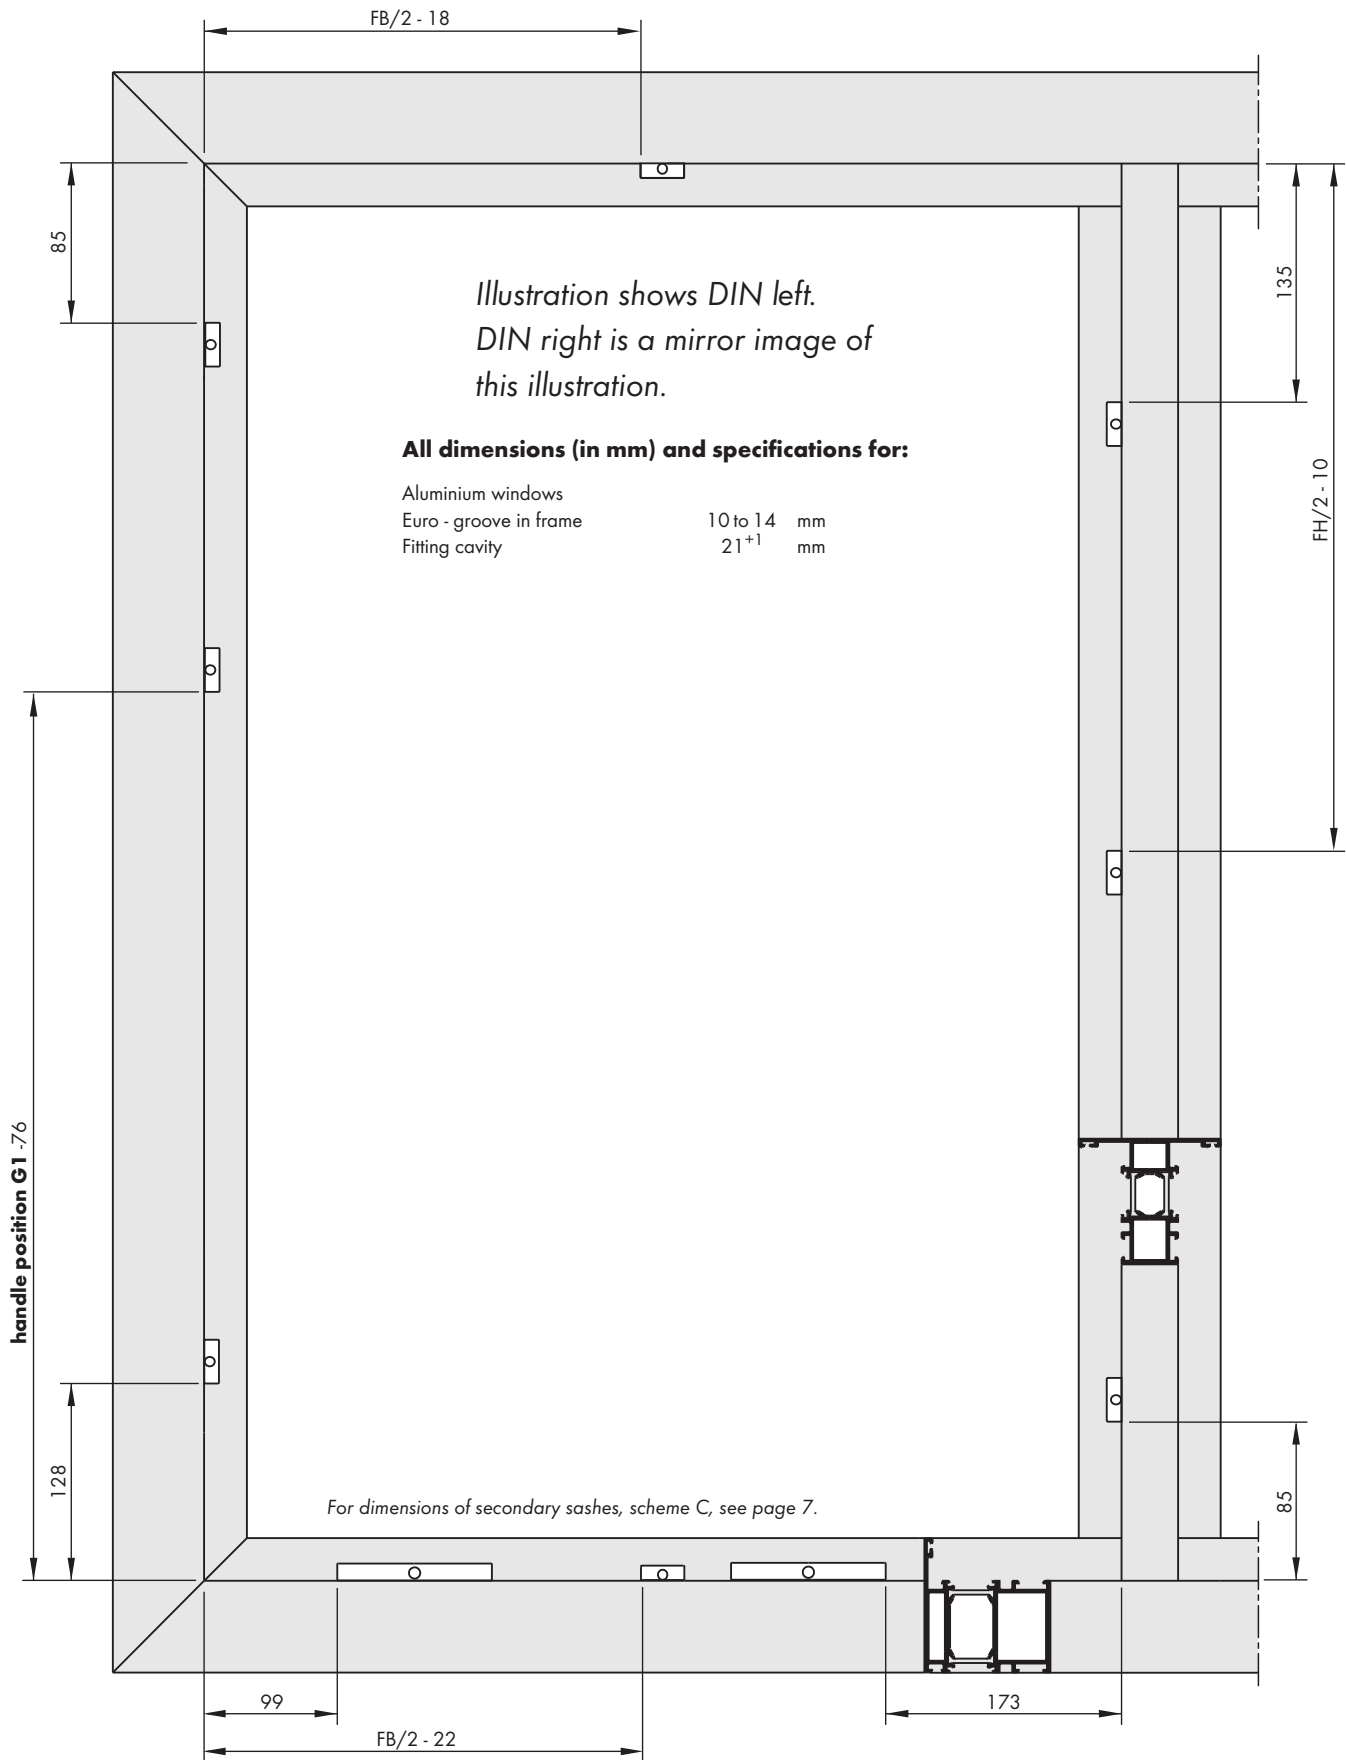 FB/2 - 18
85
Illustration shows DIN left.
DIN right is a mirror image of
this illustration.
135
All dimensions (in mm) and specifications for:
Aluminium windows
Euro - groove in frame 10 to 14 mm
Fitting cavity 21+1 mm
FH/2 - 10
handle position G1 -76
128
For dimensions of secondary sashes, scheme C, see page 7.
85
99
173
FB/2 - 22